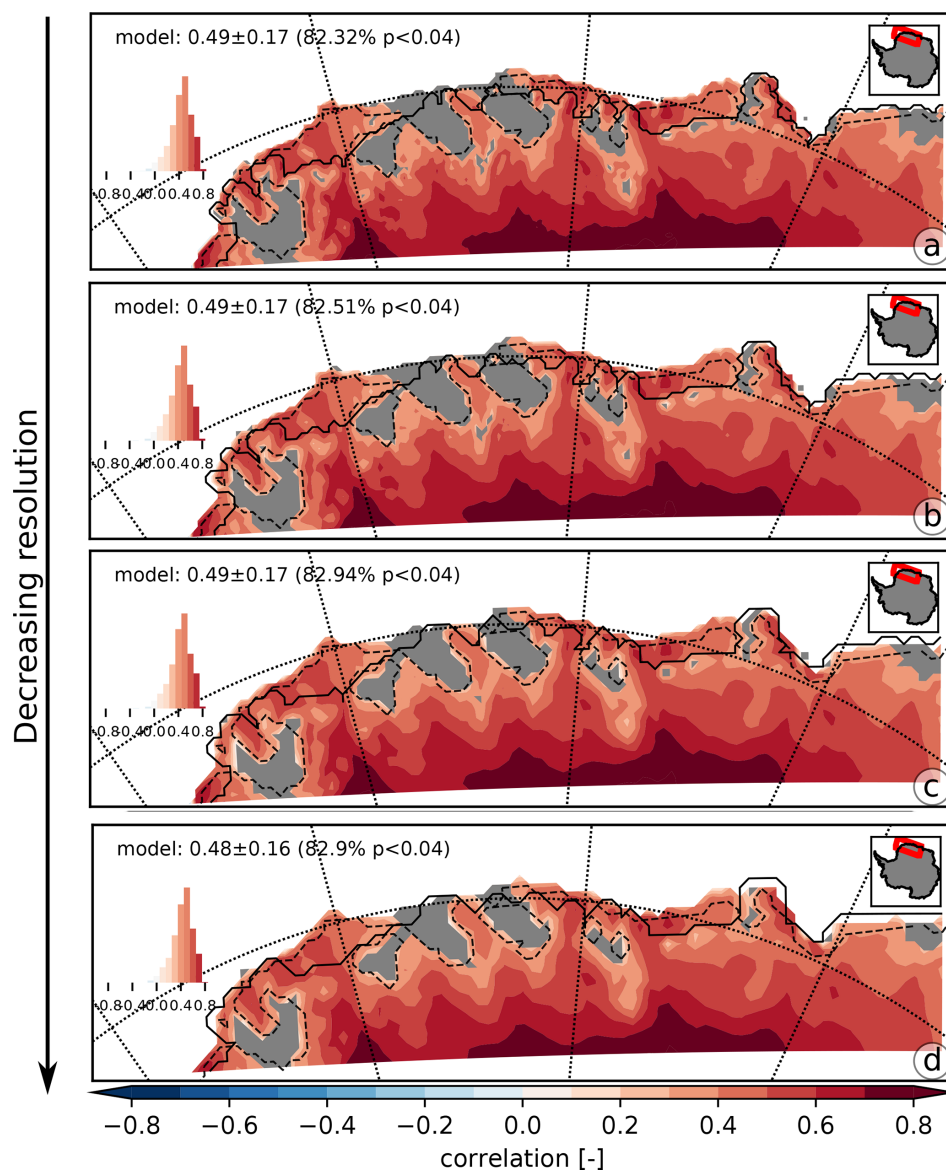 Decreasing resolution
model: 0.49±0.17 (82.32% p<0.04)
0.80.40.00.40.8
a
model: 0.49±0.17 (82.51% p<0.04)
0.80.40.00.40.8
b
model: 0.49±0.17 (82.94% p<0.04)
0.80.40.00.40.8
c
model: 0.48±0.16 (82.9% p<0.04)
0.80.40.00.40.8
d
−0.8 −0.6 −0.4 −0.2 0.0 0.2 0.4 0.6 0.8
correlation [-]